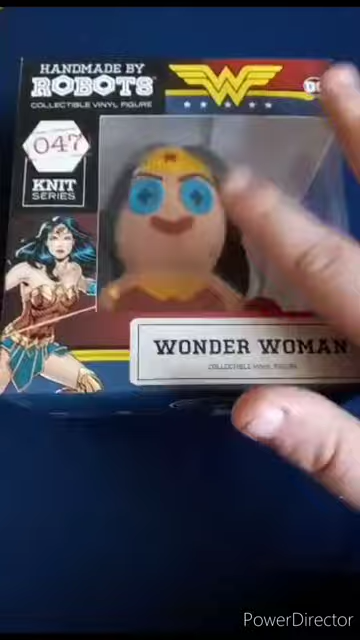 HANDMADE BY
ROBOTS
COLLECTIBLE VINYL FIGURE
047
KNIT
SERIES
WONDER WOMAN
COLLECTIBLE VINYL FIGURE
PowerDirector